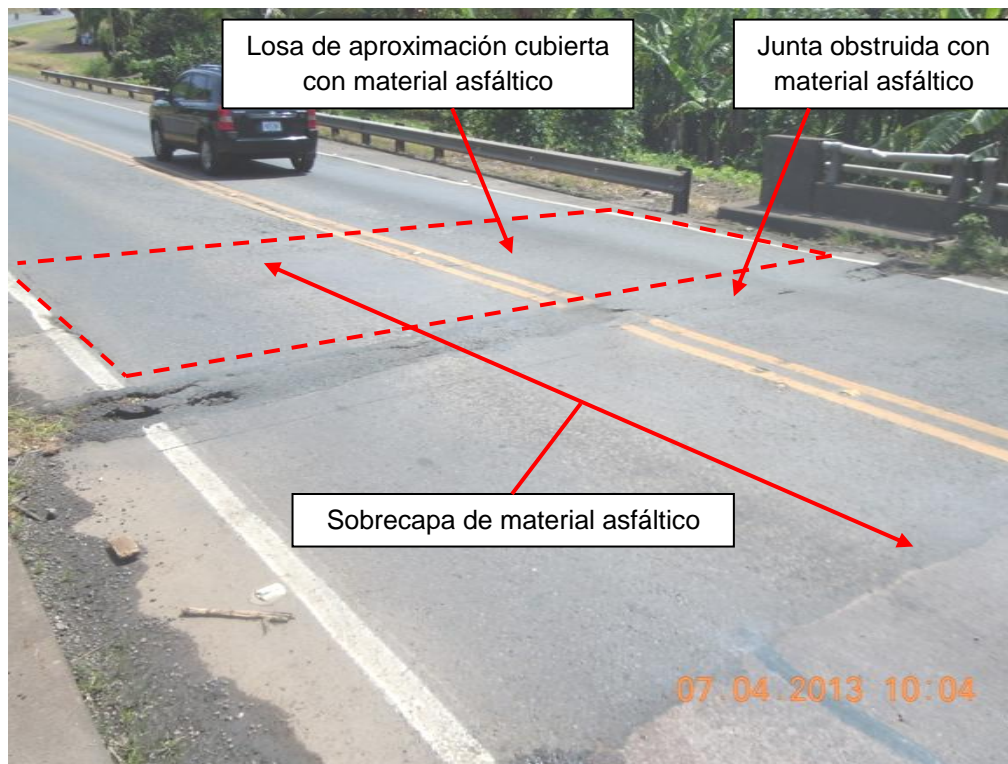 Losa de aproximación cubierta
con material asfáltico
Junta obstruida con
material asfáltico
Sobrecapa de material asfáltico
07.04.2013 10:04